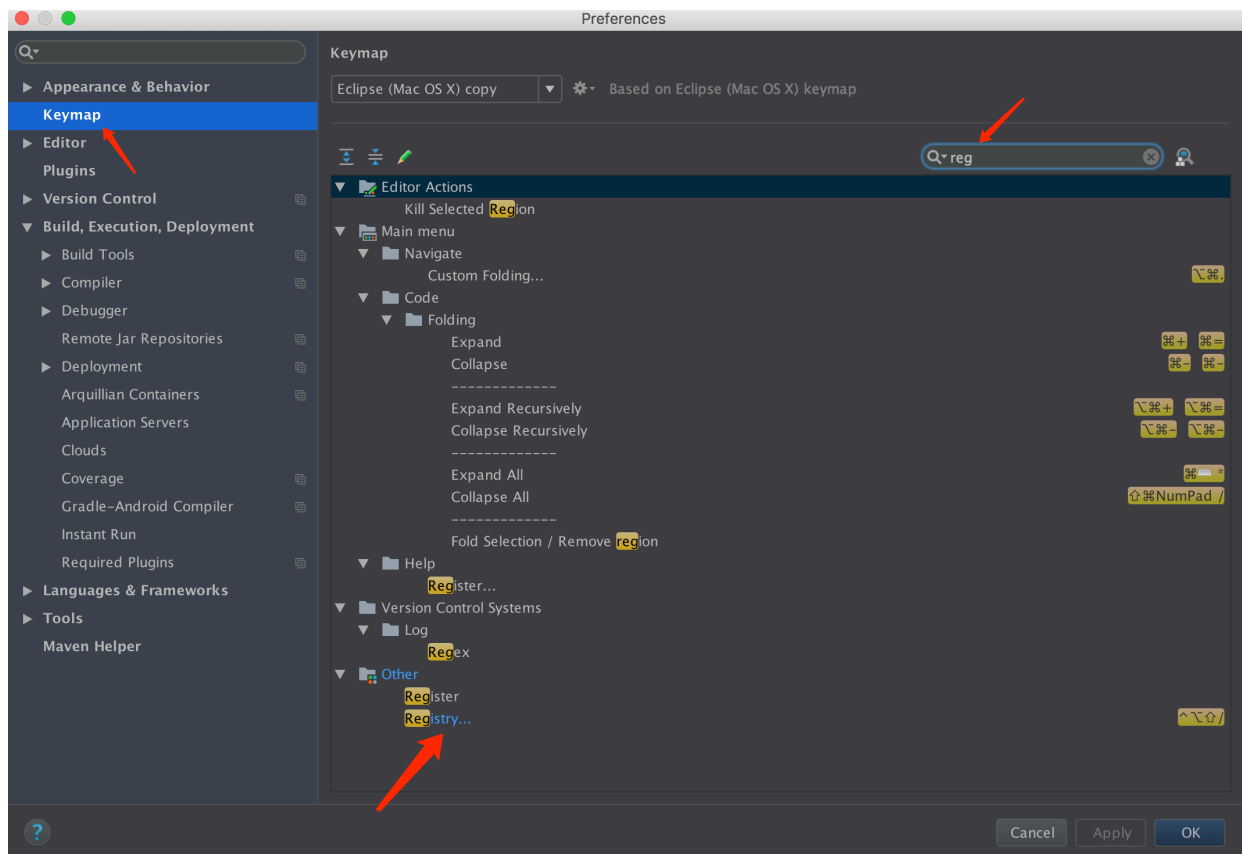 Preferences
Appearance & Behavior
Keymap
Editor
Plugins
Version Control
Build, Execution, Deployment
Build Tools
Compiler
Debugger
Remote Jar Repositories
Deployment
Arquillian Containers
Application Servers
Clouds
Coverage
Gradle-Android Compiler
Instant Run
Required Plugins
Languages & Frameworks
Tools
Maven Helper
?
Keymap
Eclipse (Mac OS X) copy Based on Eclipse (Mac OS X) keymap
reg
Editor Actions
Kill Selected Region
Main menu
Navigate
Custom Folding... ⌥⌘.
Code
Folding
Expand ⌘+ ⌘=
Collapse ⌘- ⌘-
-------------
Expand Recursively ⌥⌘+ ⌥⌘=
Collapse Recursively ⌥⌘- ⌥⌘-
-------------
Expand All ⌘ *
Collapse All ⇧⌘NumPad /
-------------
Fold Selection / Remove region
Help
Register...
Version Control Systems
Log
Regex
Other
Register
Registry... ^⌥⇧/
Cancel Apply OK